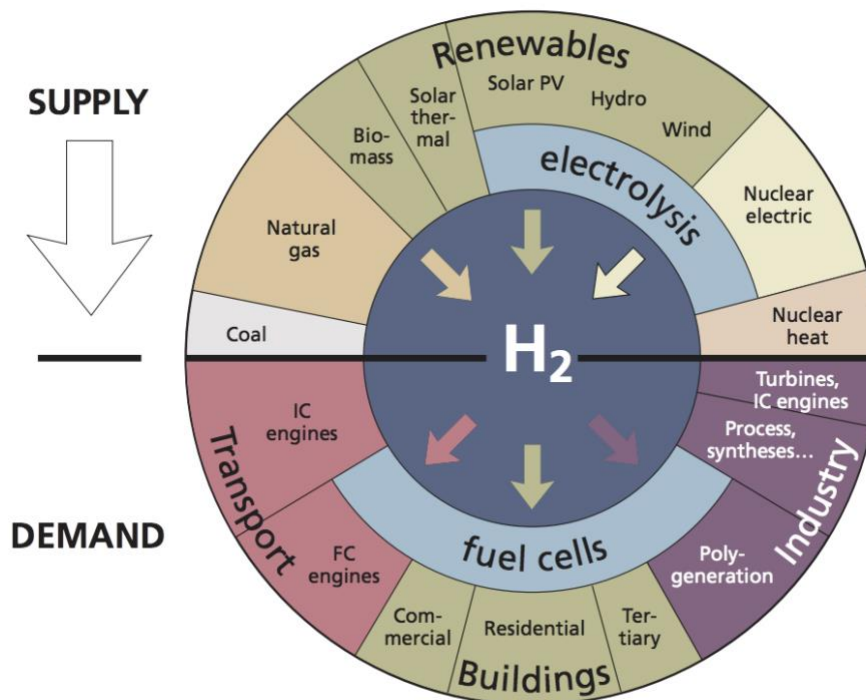 SUPPLY
Renewables
Solar PV
Hydro
Wind
Solar
ther-
mal
Bio-
mass
electrolysis
Nuclear
electric
Natural
gas
Nuclear
heat
Coal
H₂
DEMAND
Transport
IC
engines
FC
engines
fuel cells
Com-
mercial
Residential
Ter-
tiary
Buildings
Turbines,
IC engines
Process,
syntheses...
Poly-
generation
Industry